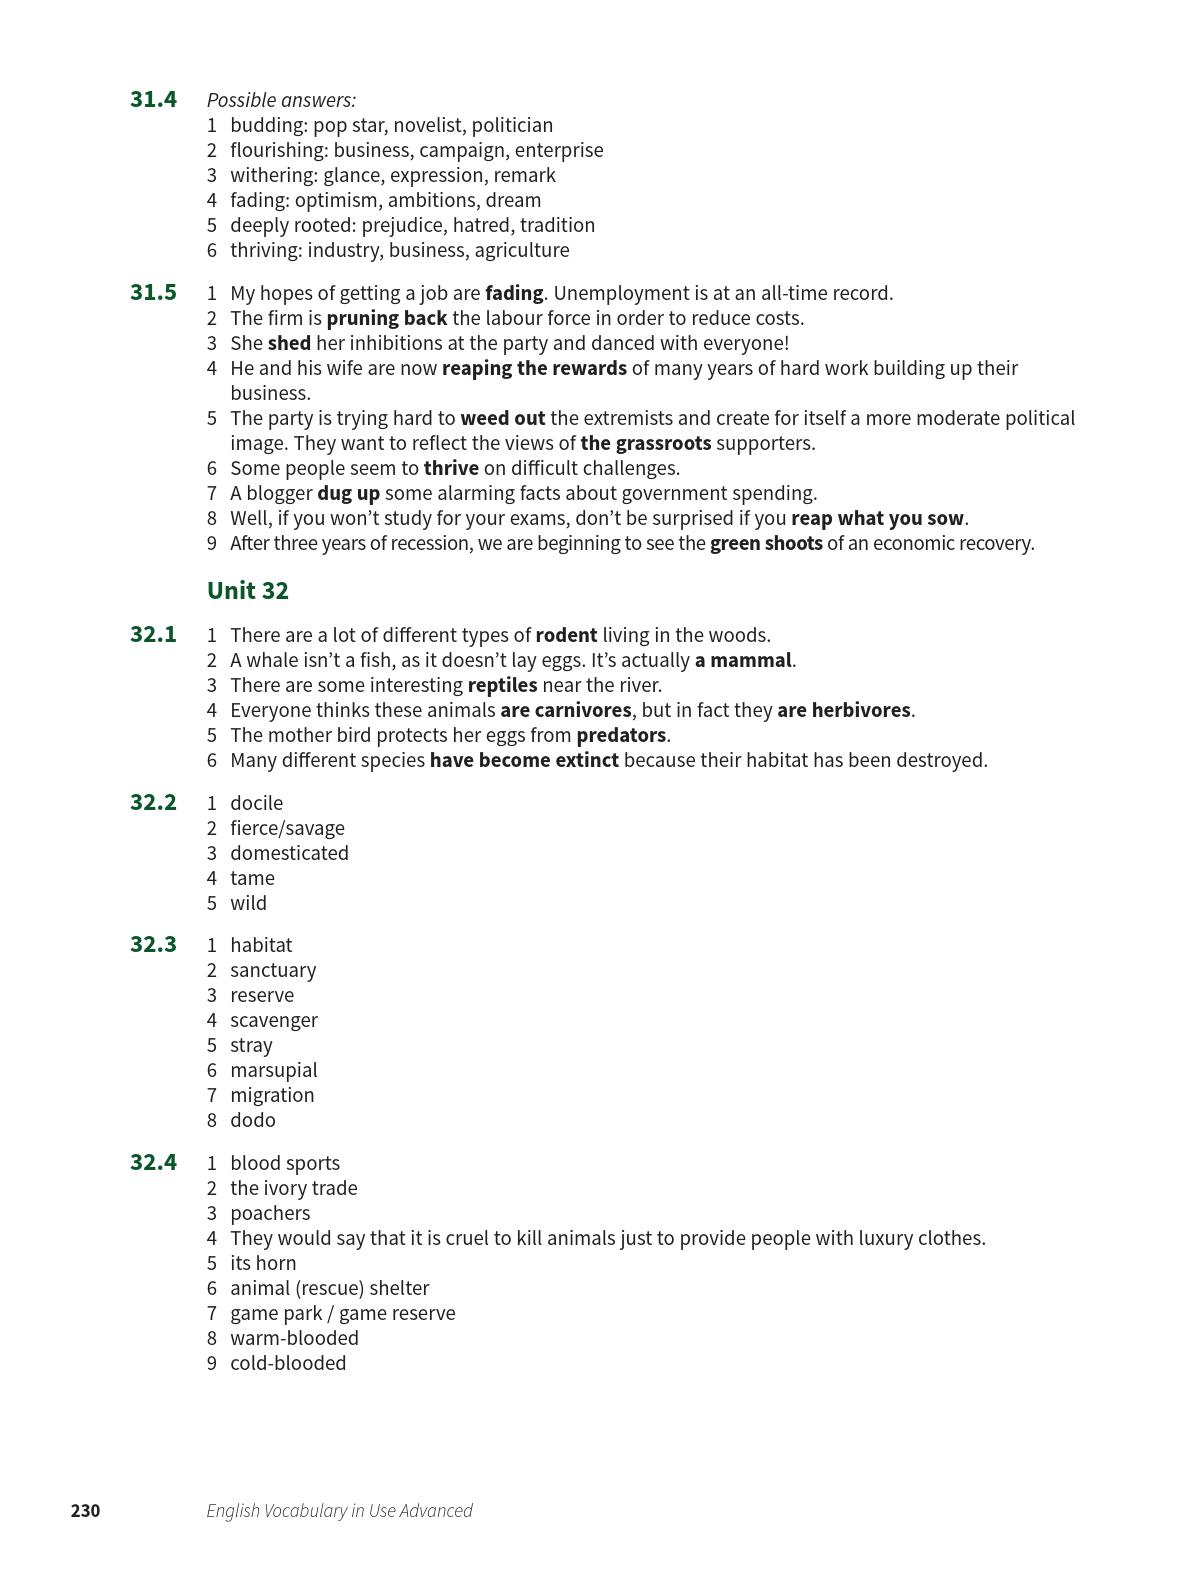 31.4 Possible answers:
1 budding: pop star, novelist, politician
2 flourishing: business, campaign, enterprise
3 withering: glance, expression, remark
4 fading: optimism, ambitions, dream
5 deeply rooted: prejudice, hatred, tradition
6 thriving: industry, business, agriculture
31.5 1 My hopes of getting a job are fading. Unemployment is at an all-time record.
2 The firm is pruning back the labour force in order to reduce costs.
3 She shed her inhibitions at the party and danced with everyone!
4 He and his wife are now reaping the rewards of many years of hard work building up their
business.
5 The party is trying hard to weed out the extremists and create for itself a more moderate political
image. They want to reflect the views of the grassroots supporters.
6 Some people seem to thrive on difficult challenges.
7 A blogger dug up some alarming facts about government spending.
8 Well, if you won’t study for your exams, don’t be surprised if you reap what you sow.
9 After three years of recession, we are beginning to see the green shoots of an economic recovery.
Unit 32
32.1 1 There are a lot of different types of rodent living in the woods.
2 A whale isn’t a fish, as it doesn’t lay eggs. It’s actually a mammal.
3 There are some interesting reptiles near the river.
4 Everyone thinks these animals are carnivores, but in fact they are herbivores.
5 The mother bird protects her eggs from predators.
6 Many different species have become extinct because their habitat has been destroyed.
32.2 1 docile
2 fierce/savage
3 domesticated
4 tame
5 wild
32.3 1 habitat
2 sanctuary
3 reserve
4 scavenger
5 stray
6 marsupial
7 migration
8 dodo
32.4 1 blood sports
2 the ivory trade
3 poachers
4 They would say that it is cruel to kill animals just to provide people with luxury clothes.
5 its horn
6 animal (rescue) shelter
7 game park / game reserve
8 warm-blooded
9 cold-blooded
230 English Vocabulary in Use Advanced